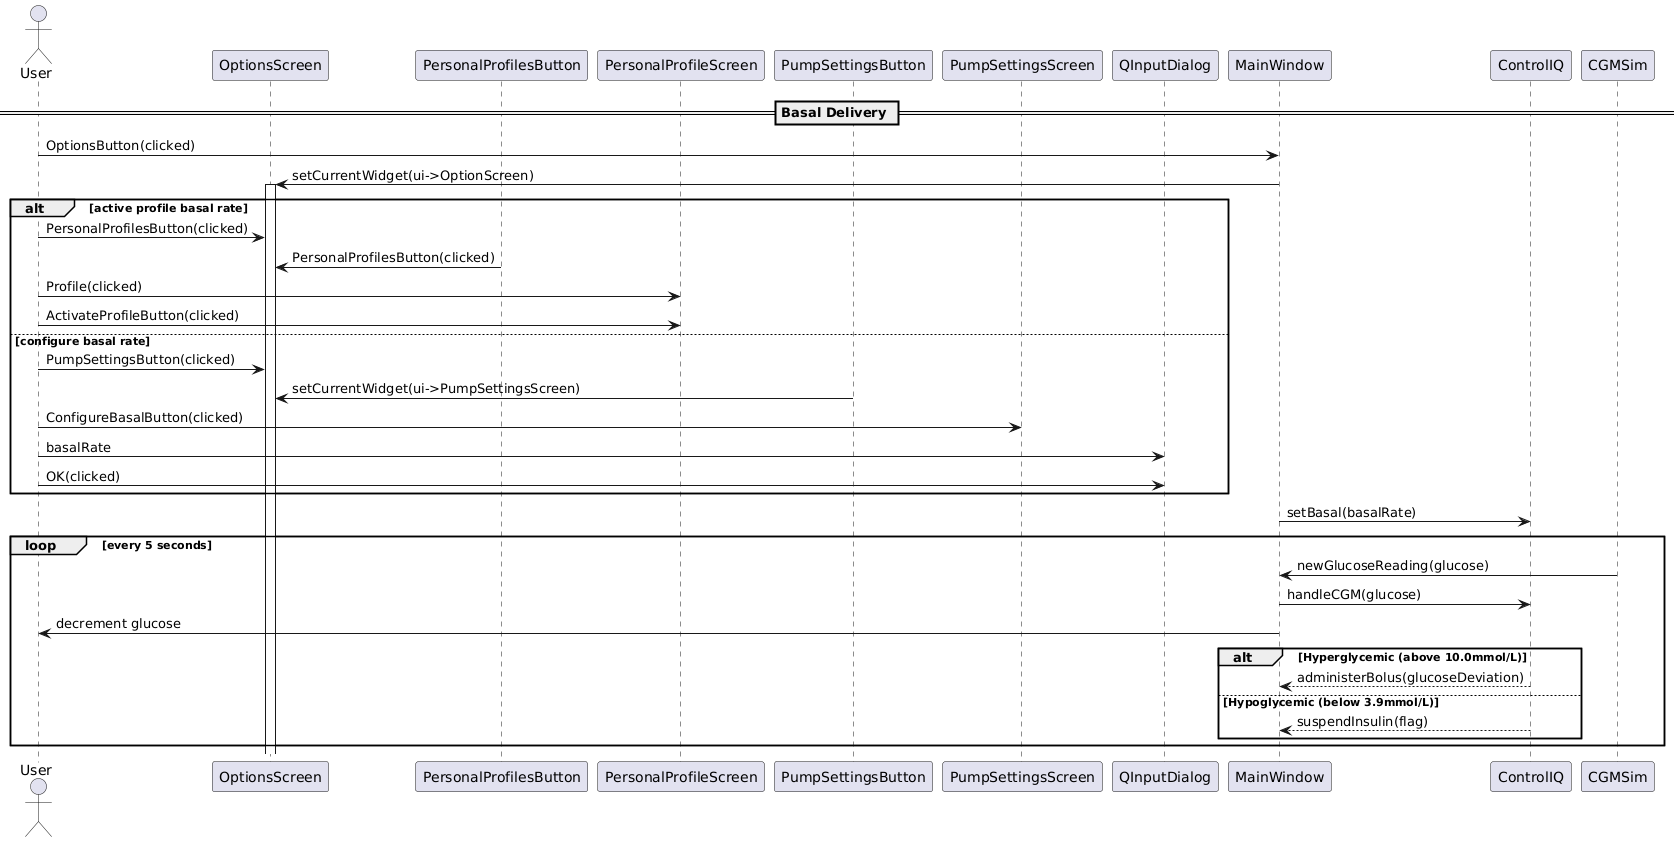 User
OptionsScreen
PersonalProfilesButton
PersonalProfileScreen
PumpSettingsButton
PumpSettingsScreen
QInputDialog
MainWindow
ControlIQ
CGMSim
Basal Delivery
OptionsButton(clicked)
setCurrentWidget(ui->OptionScreen)
alt
[active profile basal rate]
PersonalProfilesButton(clicked)
PersonalProfilesButton(clicked)
Profile(clicked)
ActivateProfileButton(clicked)
[configure basal rate]
PumpSettingsButton(clicked)
setCurrentWidget(ui->PumpSettingsScreen)
ConfigureBasalButton(clicked)
basalRate
OK(clicked)
setBasal(basalRate)
loop
[every 5 seconds]
newGlucoseReading(glucose)
handleCGM(glucose)
decrement glucose
alt
[Hyperglycemic (above 10.0mmol/L)]
administerBolus(glucoseDeviation)
[Hypoglycemic (below 3.9mmol/L)]
suspendInsulin(flag)
User
OptionsScreen
PersonalProfilesButton
PersonalProfileScreen
PumpSettingsButton
PumpSettingsScreen
QInputDialog
MainWindow
ControlIQ
CGMSim